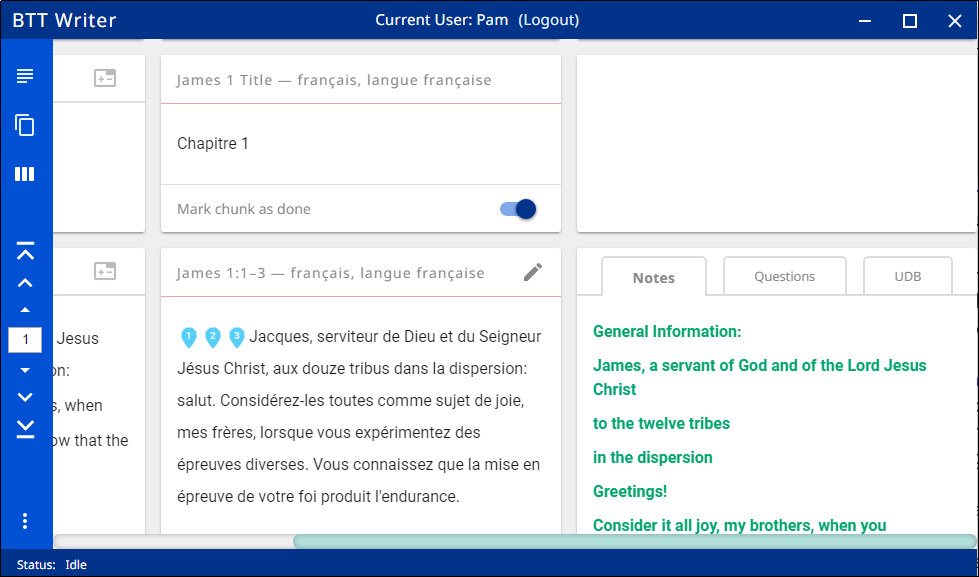 BTT Writer
Current User: Pam (Logout)
James 1 Title — français, langue française
Chapitre 1
Mark chunk as done
James 1:1–3 — français, langue française
1 2 3 Jacques, serviteur de Dieu et du Seigneur
Jésus Christ, aux douze tribus dans la dispersion:
salut. Considérez-les toutes comme sujet de joie,
mes frères, lorsque vous expérimentez des
épreuves diverses. Vous connaissez que la mise en
épreuve de votre foi produit l'endurance.
1
Jesus
on:
s, when
ow that the
Notes
Questions
UDB
General Information:
James, a servant of God and of the Lord Jesus
Christ
to the twelve tribes
in the dispersion
Greetings!
Consider it all joy, my brothers, when you
Status: Idle